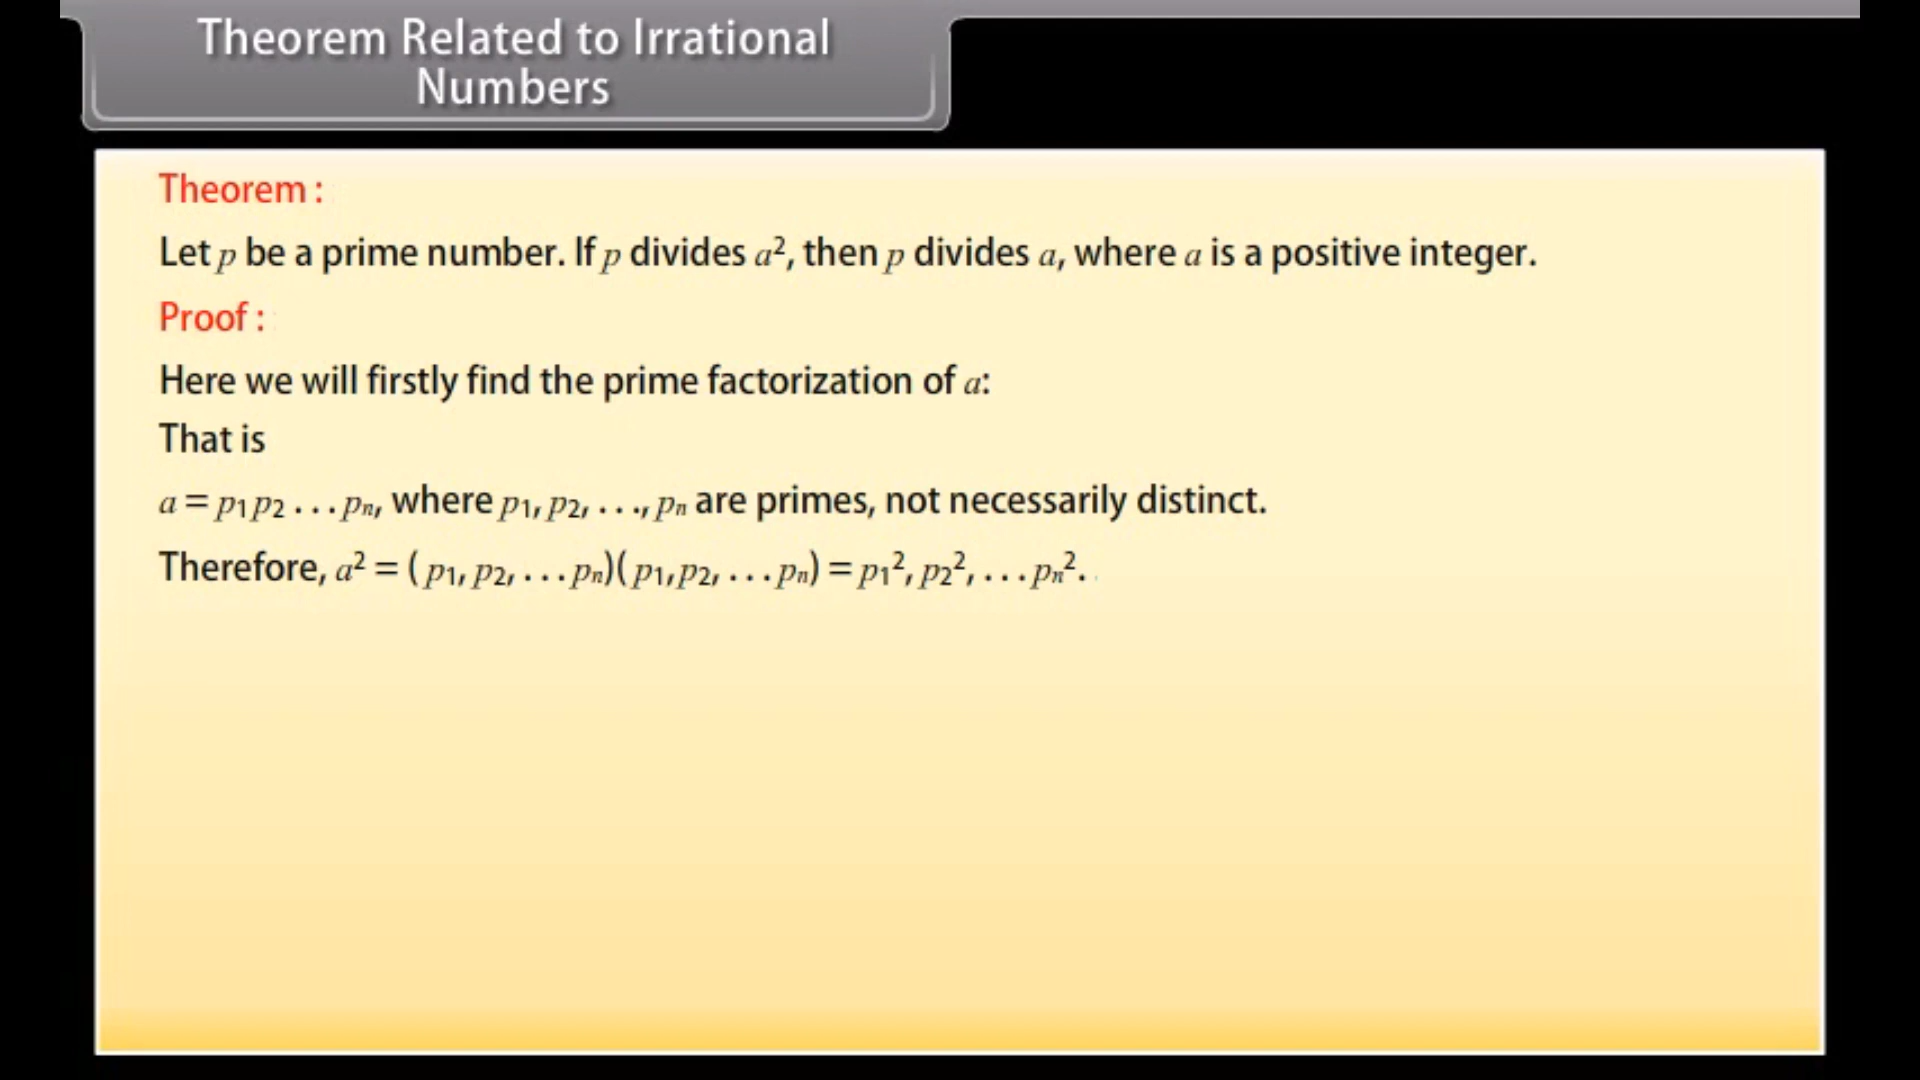 Theorem Related to Irrational
Numbers
Theorem :
Let p be a prime number. If p divides a², then p divides a, where a is a positive integer.
Proof :
Here we will firstly find the prime factorization of a:
That is
a = p₁p₂ . . . pₙ, where p₁, p₂, . . ., pₙ are primes, not necessarily distinct.
Therefore, a² = ( p₁, p₂, . . . pₙ)( p₁, p₂, . . . pₙ) = p₁², p₂², . . . pₙ².